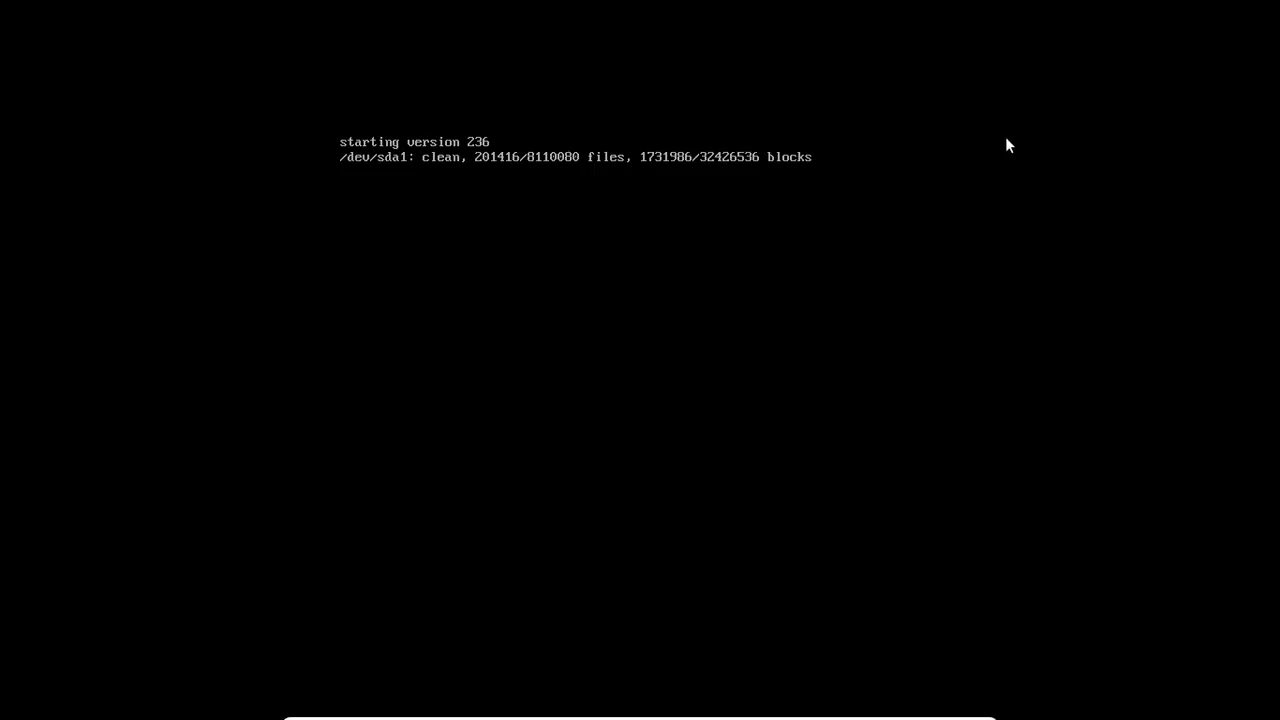 starting version 236
/dev/sda1: clean, 201416/8110080 files, 1731986/32426536 blocks